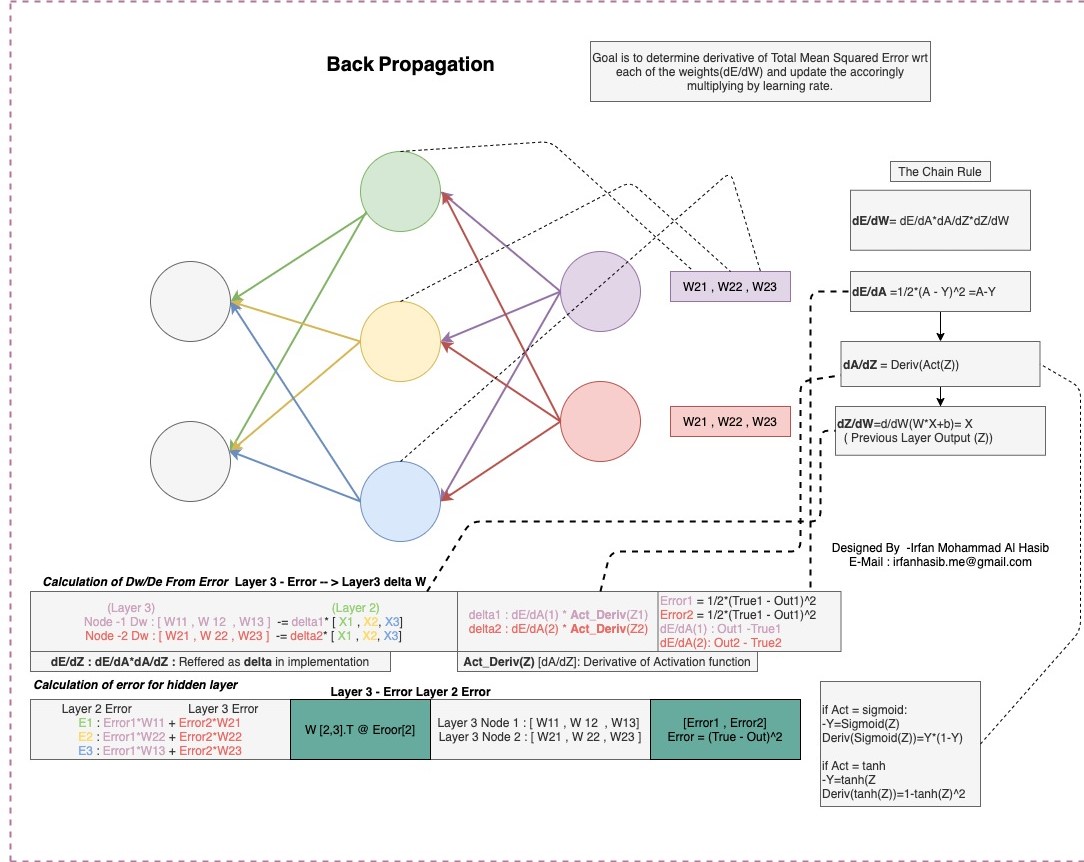 Back Propagation
Goal is to determine derivative of Total Mean Squared Error wrt
each of the weights(dE/dW) and update the accoringly
multiplying by learning rate.
The Chain Rule
dE/dW= dE/dA*dA/dZ*dZ/dW
W21 , W22 , W23
dE/dA =1/2*(A - Y)^2 =A-Y
dA/dZ = Deriv(Act(Z))
W21 , W22 , W23
dZ/dW=d/dW(W*X+b)= X
( Previous Layer Output (Z))
Designed By  -Irfan Mohammad Al Hasib
E-Mail : irfanhasib.me@gmail.com
Calculation of Dw/De From Error  Layer 3 - Error -- > Layer3 delta W
(Layer 3) (Layer 2)
Node -1 Dw : [ W11 , W 12  , W13 ]  -= delta1* [ X1 , X2, X3]
Node -2 Dw : [ W21 , W 22 , W23 ]  -= delta2* [ X1 , X2, X3]
delta1 : dE/dA(1) * Act_Deriv(Z1)
delta2 : dE/dA(2) * Act_Deriv(Z2)
Error1 = 1/2*(True1 - Out1)^2
Error2 = 1/2*(True1 - Out1)^2
dE/dA(1) : Out1 -True1
dE/dA(2): Out2 - True2
dE/dZ : dE/dA*dA/dZ : Reffered as delta in implementation
Act_Deriv(Z) [dA/dZ]: Derivative of Activation function
Calculation of error for hidden layer
Layer 3 - Error Layer 2 Error
Layer 2 Error Layer 3 Error
E1 : Error1*W11 + Error2*W21
E2 : Error1*W22 + Error2*W22
E3 : Error1*W13 + Error2*W23
W [2,3].T @ Eroor[2]
Layer 3 Node 1 : [ W11 , W 12  , W13]
Layer 3 Node 2 : [ W21 , W 22 , W23 ]
[Error1 , Error2]
Error = (True - Out)^2
if Act = sigmoid:
-Y=Sigmoid(Z)
Deriv(Sigmoid(Z))=Y*(1-Y)
if Act = tanh
-Y=tanh(Z
Deriv(tanh(Z))=1-tanh(Z)^2